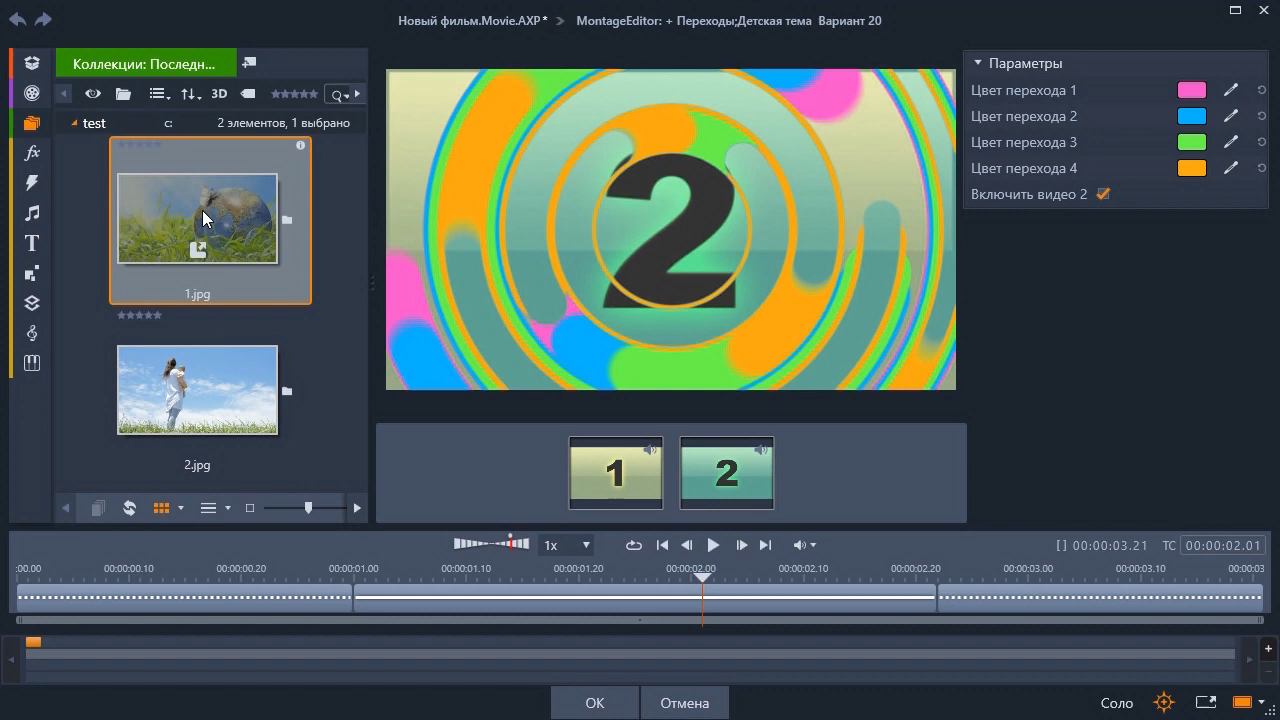 Новый фильм.Movie.AXP* > MontageEditor: + Переходы;Детская тема Вариант 20
Коллекции: Последн...
3D
test c: 2 элементов, 1 выбрано
1.jpg
2.jpg
fx
T
2
1 2
Параметры
Цвет перехода 1
Цвет перехода 2
Цвет перехода 3
Цвет перехода 4
Включить видео 2
1x
[ ] 00:00:03.21 TC 00:00:02.01
:00.00 00:00:00.10 00:00:00.20 00:00:01.00 00:00:01.10 00:00:01.20 00:00:02.00 00:00:02.10 00:00:02.20 00:00:03.00 00:00:03.10 00:00:03
OK Отмена
Соло